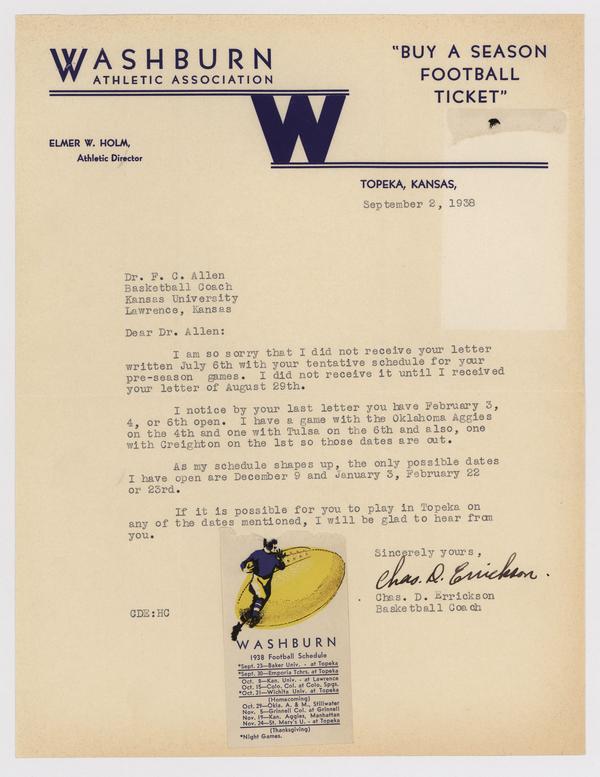 WASHBURN
ATHLETIC ASSOCIATION
"BUY A SEASON
FOOTBALL
TICKET"
W
ELMER W. HOLM,
Athletic Director
TOPEKA, KANSAS,
September 2, 1938
Dr. F. C. Allen
Basketball Coach
Kansas University
Lawrence, Kansas
Dear Dr. Allen:
I am so sorry that I did not receive your letter
written July 6th with your tentative schedule for your
pre-season games. I did not receive it until I received
your letter of August 29th.
I notice by your last letter you have February 3,
4, or 6th open. I have a game with the Oklahoma Aggies
on the 4th and one with Tulsa on the 6th and also, one
with Creighton on the 1st so those dates are out.
As my schedule shapes up, the only possible dates
I have open are December 9 and January 3, February 22
or 23rd.
If it is possible for you to play in Topeka on
any of the dates mentioned, I will be glad to hear from
you.
Sincerely yours,
Chas. D. Errickson.
Chas. D. Errickson
Basketball Coach
GDE:HC
WASHBURN
1938 Football Schedule
*Sept. 23—Baker Univ. - at Topeka
*Sept. 30—Emporia Tchrs. at Topeka
Oct. 8—Kan. Univ. - at Lawrence
Oct. 15—Colo. Col. at Colo. Spgs.
*Oct. 21—Wichita Univ. at Topeka
(Homecoming)
Oct. 29—Okla. A. & M., Stillwater
Nov. 5—Grinnell Col. at Grinnell
Nov. 19—Kan. Aggies, Manhattan
Nov. 24—St. Mary's U. - at Topeka
(Thanksgiving)
*Night Games.